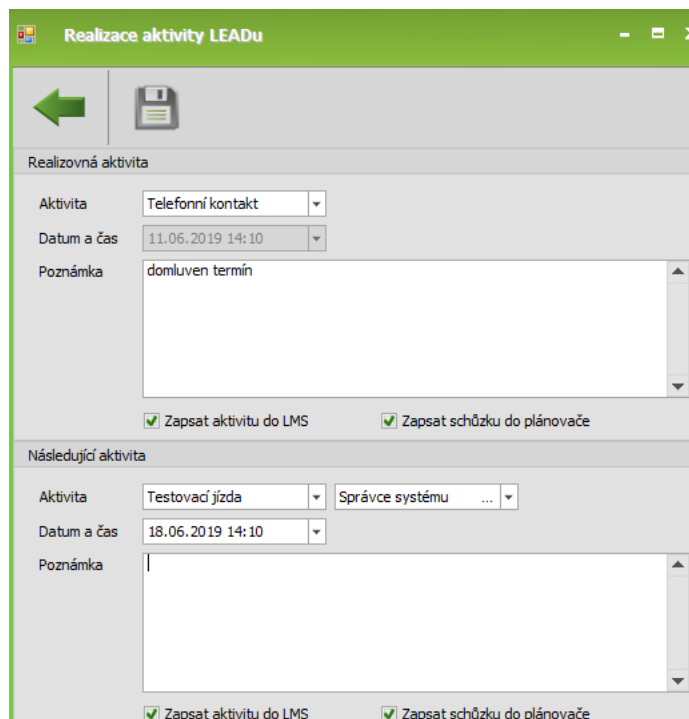 Realizace aktivity LEADu
Realizovná aktivita
Aktivita Telefonní kontakt
Datum a čas 11.06.2019 14:10
Poznámka domluven termín
Zapsat aktivitu do LMS Zapsat schůzku do plánovače
Následující aktivita
Aktivita Testovací jízda Správce systému ...
Datum a čas 18.06.2019 14:10
Poznámka
Zapsat aktivitu do LMS Zapsat schůzku do plánovače